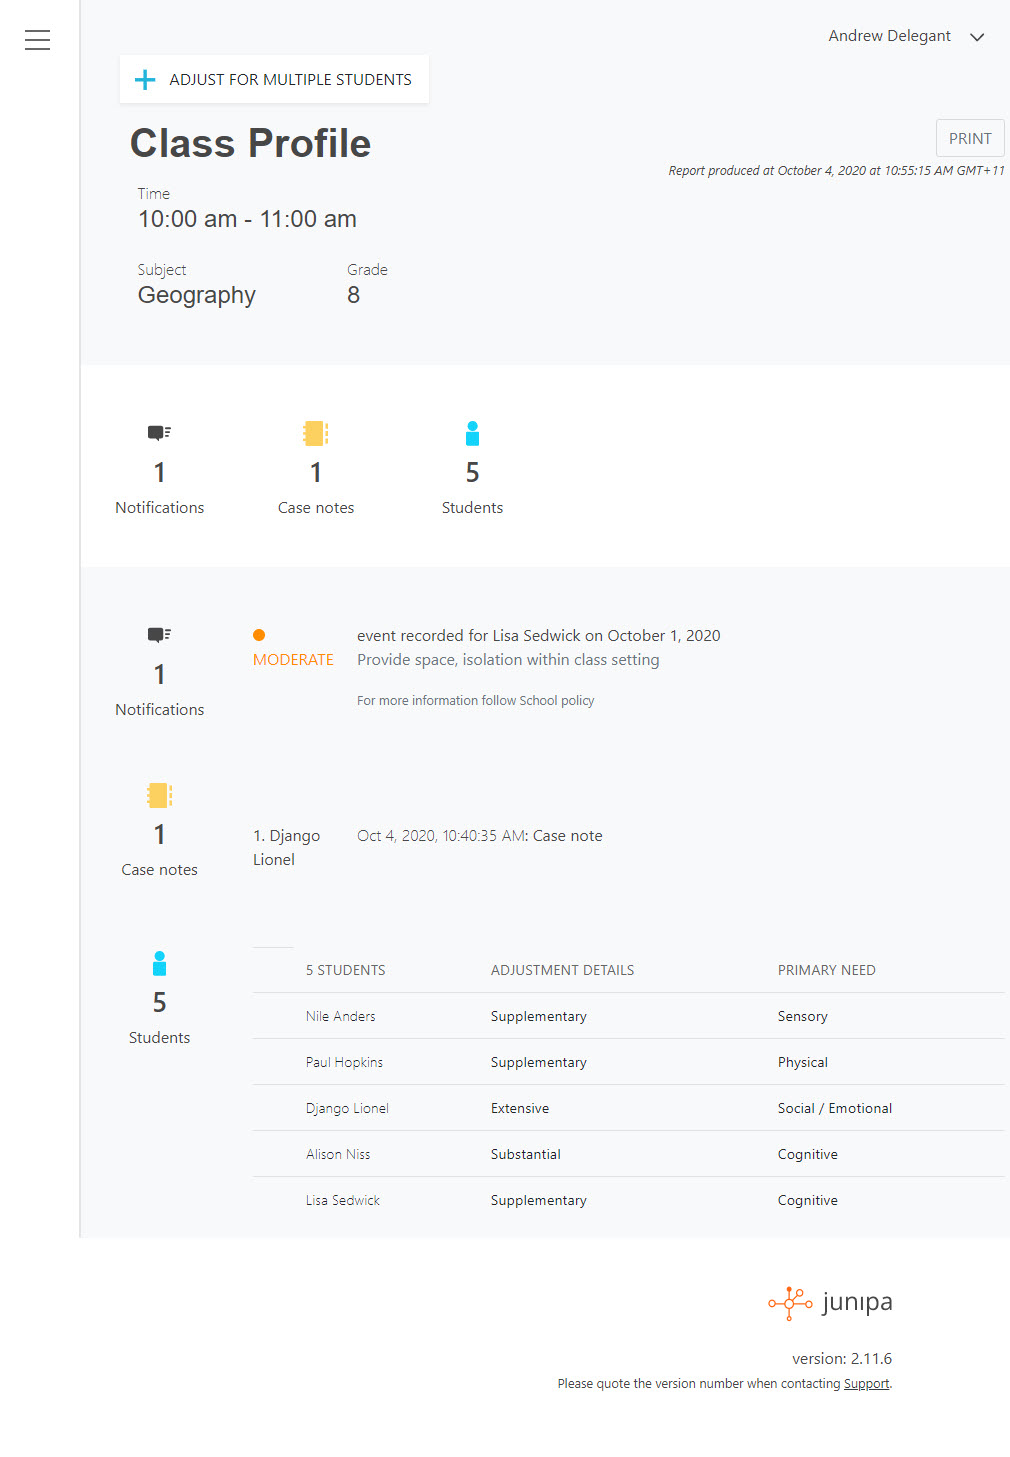 Andrew Delegant
ADJUST FOR MULTIPLE STUDENTS
Class Profile
PRINT
Report produced at October 4, 2020 at 10:55:15 AM GMT+11
Time
10:00 am - 11:00 am
Subject Grade
Geography 8
1 1 5
Notifications Case notes Students
event recorded for Lisa Sedwick on October 1, 2020
MODERATE Provide space, isolation within class setting
1
For more information follow School policy
Notifications
1
1. Django Oct 4, 2020, 10:40:35 AM: Case note
Lionel
Case notes
5 STUDENTS ADJUSTMENT DETAILS PRIMARY NEED
5
Nile Anders Supplementary Sensory
Students
Paul Hopkins Supplementary Physical
Django Lionel Extensive Social / Emotional
Alison Niss Substantial Cognitive
Lisa Sedwick Supplementary Cognitive
junıpa
version: 2.11.6
Please quote the version number when contacting Support.